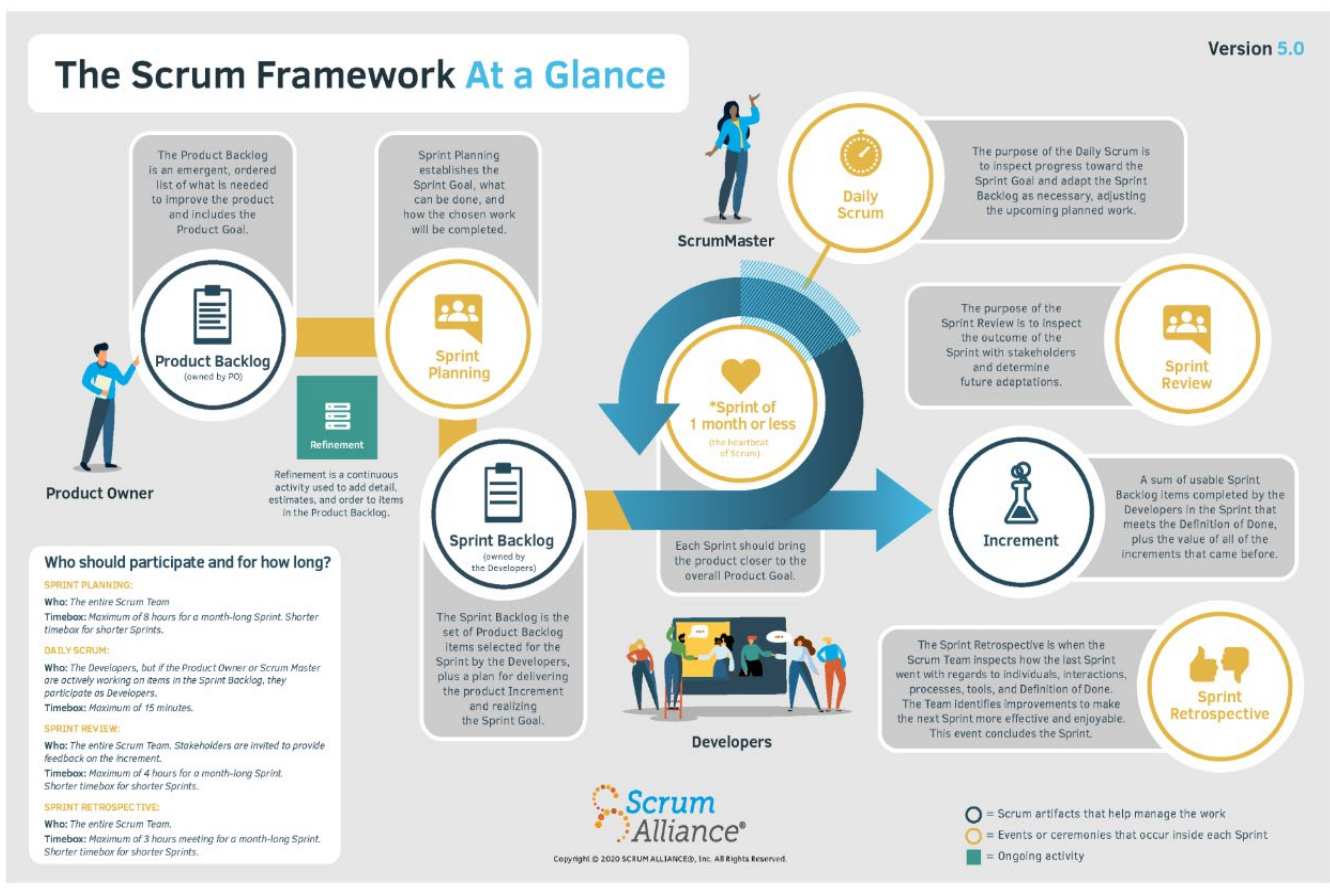 The Scrum Framework At a Glance
Version 5.0
The Product Backlog
is an emergent, ordered
list of what is needed
to improve the product
and includes the
Product Goal.
Product Backlog
(owned by PO)
Product Owner
Sprint Planning
establishes the
Sprint Goal, what
can be done, and
how the chosen work
will be completed.
Sprint
Planning
Refinement
Refinement is a continuous
activity used to add detail,
estimates, and order to items
in the Product Backlog.
Sprint Backlog
(owned by
the Developers)
The Sprint Backlog is the
set of Product Backlog
items selected for the
Sprint by the Developers,
plus a plan for delivering
the product Increment
and realizing
the Sprint Goal.
ScrumMaster
Daily
Scrum
The purpose of the Daily Scrum is
to inspect progress toward the
Sprint Goal and adapt the Sprint
Backlog as necessary, adjusting
the upcoming planned work.
*Sprint of
1 month or less
(the heartbeat
of Scrum)
Each Sprint should bring
the product closer to the
overall Product Goal.
Developers
The purpose of the
Sprint Review is to inspect
the outcome of the
Sprint with stakeholders
and determine
future adaptations.
Sprint
Review
Increment
A sum of usable Sprint
Backlog items completed by the
Developers in the Sprint that
meets the Definition of Done,
plus the value of all of the
increments that came before.
The Sprint Retrospective is when the
Scrum Team inspects how the last Sprint
went with regards to individuals, interactions,
processes, tools, and Definition of Done.
The Team identifies improvements to make
the next Sprint more effective and enjoyable.
This event concludes the Sprint.
Sprint
Retrospective
Who should participate and for how long?
SPRINT PLANNING:
Who: The entire Scrum Team
Timebox: Maximum of 8 hours for a month-long Sprint. Shorter
timebox for shorter Sprints.
DAILY SCRUM:
Who: The Developers, but if the Product Owner or Scrum Master
are actively working on items in the Sprint Backlog, they
participate as Developers.
Timebox: Maximum of 15 minutes.
SPRINT REVIEW:
Who: The entire Scrum Team. Stakeholders are invited to provide
feedback on the Increment.
Timebox: Maximum of 4 hours for a month-long Sprint.
Shorter timebox for shorter Sprints.
SPRINT RETROSPECTIVE:
Who: The entire Scrum Team.
Timebox: Maximum of 3 hours meeting for a month-long Sprint.
Shorter timebox for shorter Sprints.
Scrum
Alliance®
Copyright © 2020 SCRUM ALLIANCE®, Inc. All Rights Reserved.
= Scrum artifacts that help manage the work
= Events or ceremonies that occur inside each Sprint
= Ongoing activity